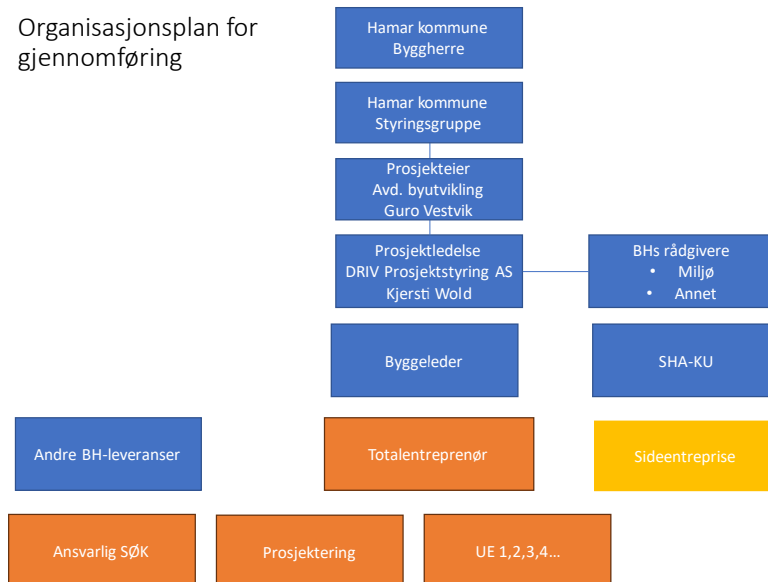 Organisasjonsplan for
gjennomføring
Hamar kommune
Byggherre
Hamar kommune
Styringsgruppe
Prosjekteier
Avd. byutvikling
Guro Vestvik
Prosjektledelse
DRIV Prosjektstyring AS
Kjersti Wold
BHs rådgivere
• Miljø
• Annet
Byggeleder
SHA-KU
Andre BH-leveranser
Totalentreprenør
Sideentreprise
Ansvarlig SØK
Prosjektering
UE 1,2,3,4...